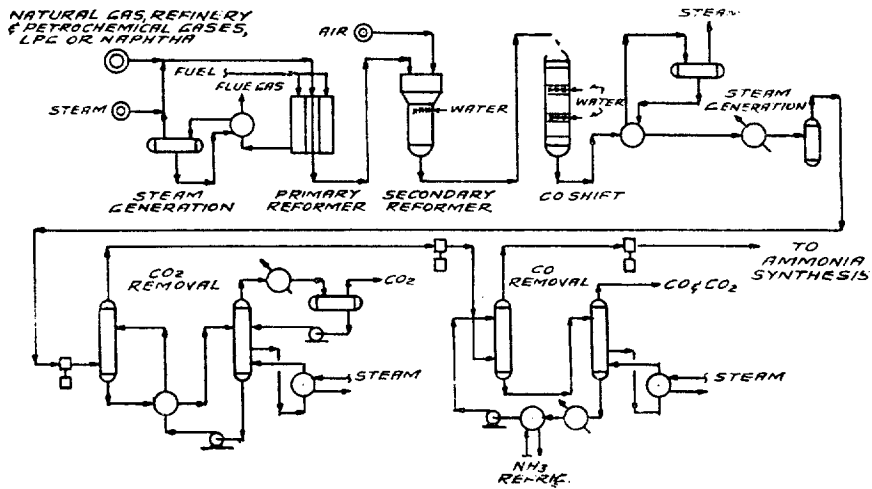 NATURAL GAS, REFINERY
& PETROCHEMICAL GASES,
LPG OR NAPHTHA
FUEL
FLUE GAS
STEAM
STEAM
GENERATION
PRIMARY
REFORMER
AIR
WATER
SECONDARY
REFORMER
WATER
CO SHIFT
STEAM
STEAM
GENERATION
CO2
REMOVAL
CO2
STEAM
CO
REMOVAL
TO
AMMONIA
SYNTHESIS
CO & CO2
STEAM
NH3
REFRIG.